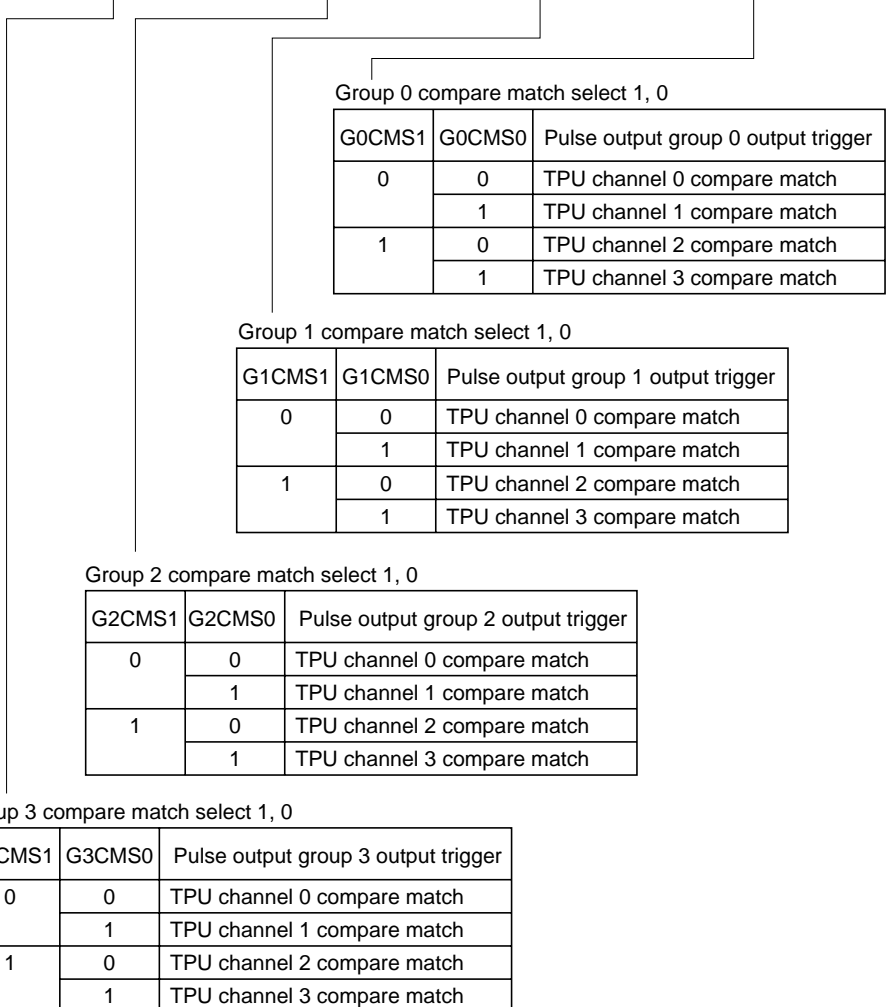 Group 0 compare match select 1, 0
G0CMS1 G0CMS0 Pulse output group 0 output trigger
0 0 TPU channel 0 compare match
1 TPU channel 1 compare match
1 0 TPU channel 2 compare match
1 TPU channel 3 compare match
Group 1 compare match select 1, 0
G1CMS1 G1CMS0 Pulse output group 1 output trigger
0 0 TPU channel 0 compare match
1 TPU channel 1 compare match
1 0 TPU channel 2 compare match
1 TPU channel 3 compare match
Group 2 compare match select 1, 0
G2CMS1 G2CMS0 Pulse output group 2 output trigger
0 0 TPU channel 0 compare match
1 TPU channel 1 compare match
1 0 TPU channel 2 compare match
1 TPU channel 3 compare match
up 3 compare match select 1, 0
CMS1 G3CMS0 Pulse output group 3 output trigger
0 0 TPU channel 0 compare match
1 TPU channel 1 compare match
1 0 TPU channel 2 compare match
1 TPU channel 3 compare match